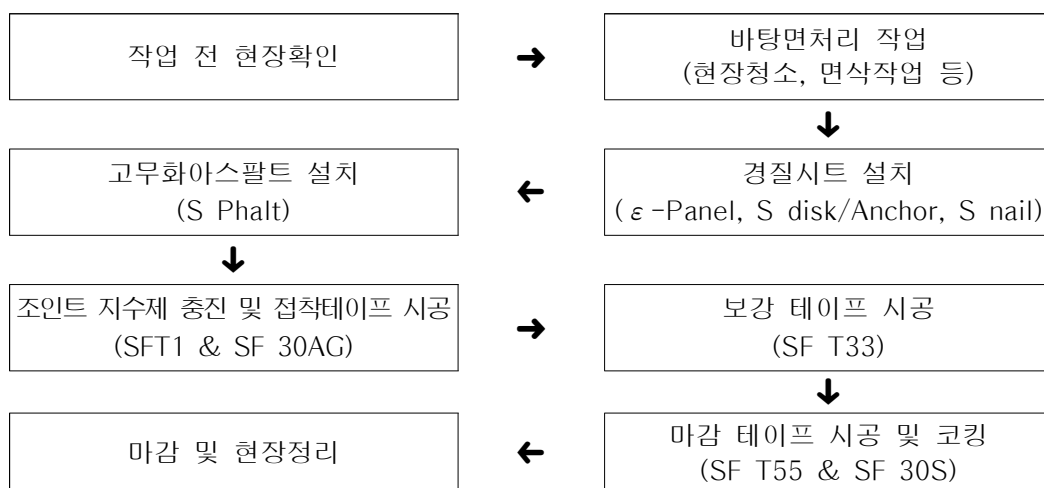 작업 전 현장확인
바탕면처리 작업
(현장청소, 면삭작업 등)
경질시트 설치
(ε-Panel, S disk/Anchor, S nail)
고무화아스팔트 설치
(S Phalt)
조인트 지수제 충진 및 접착테이프 시공
(SFT1 & SF 30AG)
보강 테이프 시공
(SF T33)
마감 테이프 시공 및 코킹
(SF T55 & SF 30S)
마감 및 현장정리